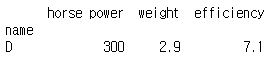 horse power weight efficiency
name
D 300 2.9 7.1